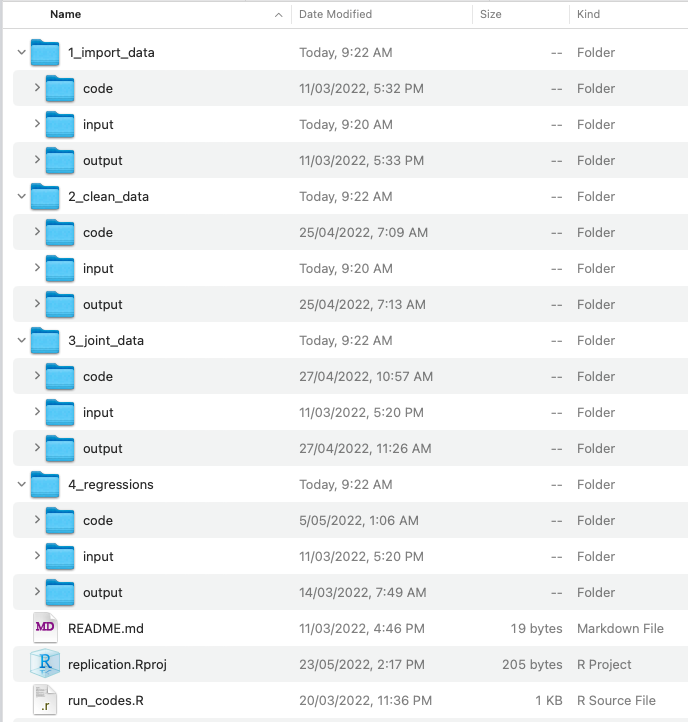 Name Date Modified Size Kind
1_import_data Today, 9:22 AM -- Folder
code 11/03/2022, 5:32 PM -- Folder
input Today, 9:20 AM -- Folder
output 11/03/2022, 5:33 PM -- Folder
2_clean_data Today, 9:22 AM -- Folder
code 25/04/2022, 7:09 AM -- Folder
input Today, 9:20 AM -- Folder
output 25/04/2022, 7:13 AM -- Folder
3_joint_data Today, 9:22 AM -- Folder
code 27/04/2022, 10:57 AM -- Folder
input 11/03/2022, 5:20 PM -- Folder
output 27/04/2022, 11:26 AM -- Folder
4_regressions Today, 9:22 AM -- Folder
code 5/05/2022, 1:06 AM -- Folder
input 11/03/2022, 5:20 PM -- Folder
output 14/03/2022, 7:49 AM -- Folder
MD README.md 11/03/2022, 4:46 PM 19 bytes Markdown File
R replication.Rproj 23/05/2022, 2:17 PM 205 bytes R Project
.r run_codes.R 20/03/2022, 11:36 PM 1 KB R Source File